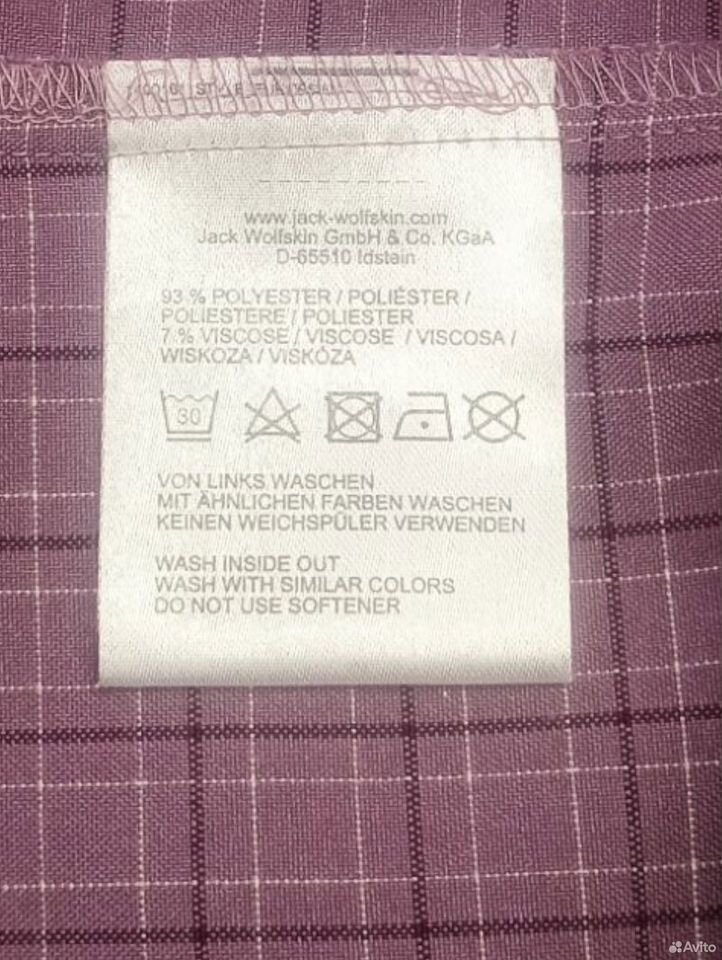 www.jack-wolfskin.com
Jack Wolfskin GmbH & Co. KGaA
D-65510 Idstein
93 % POLYESTER / POLIÉSTER /
POLIESTERE / POLIESTER
7 % VISCOSE / VISCOSE / VISCOSA /
WISKOZA / VISKÓZA
30
VON LINKS WASCHEN
MIT ÄHNLICHEN FARBEN WASCHEN
KEINEN WEICHSPÜLER VERWENDEN
WASH INSIDE OUT
WASH WITH SIMILAR COLORS
DO NOT USE SOFTENER
Avito